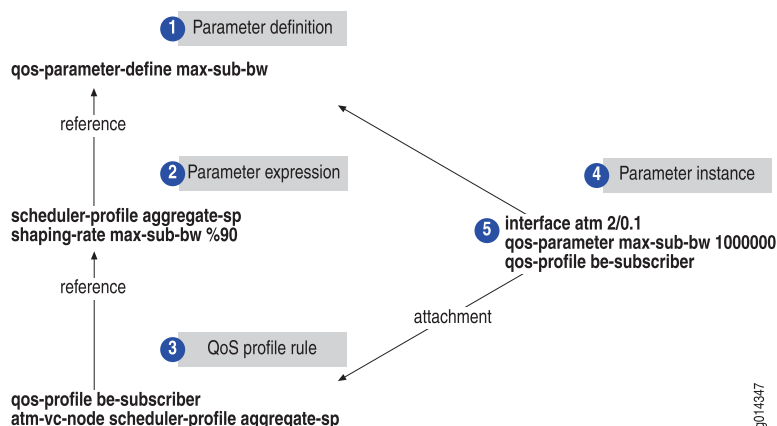 1 Parameter definition
qos-parameter-define max-sub-bw
reference
2 Parameter expression
scheduler-profile aggregate-sp
shaping-rate max-sub-bw %90
reference
3 QoS profile rule
qos-profile be-subscriber
atm-vc-node scheduler-profile aggregate-sp
4 Parameter instance
5
interface atm 2/0.1
qos-parameter max-sub-bw 1000000
qos-profile be-subscriber
attachment
g014347